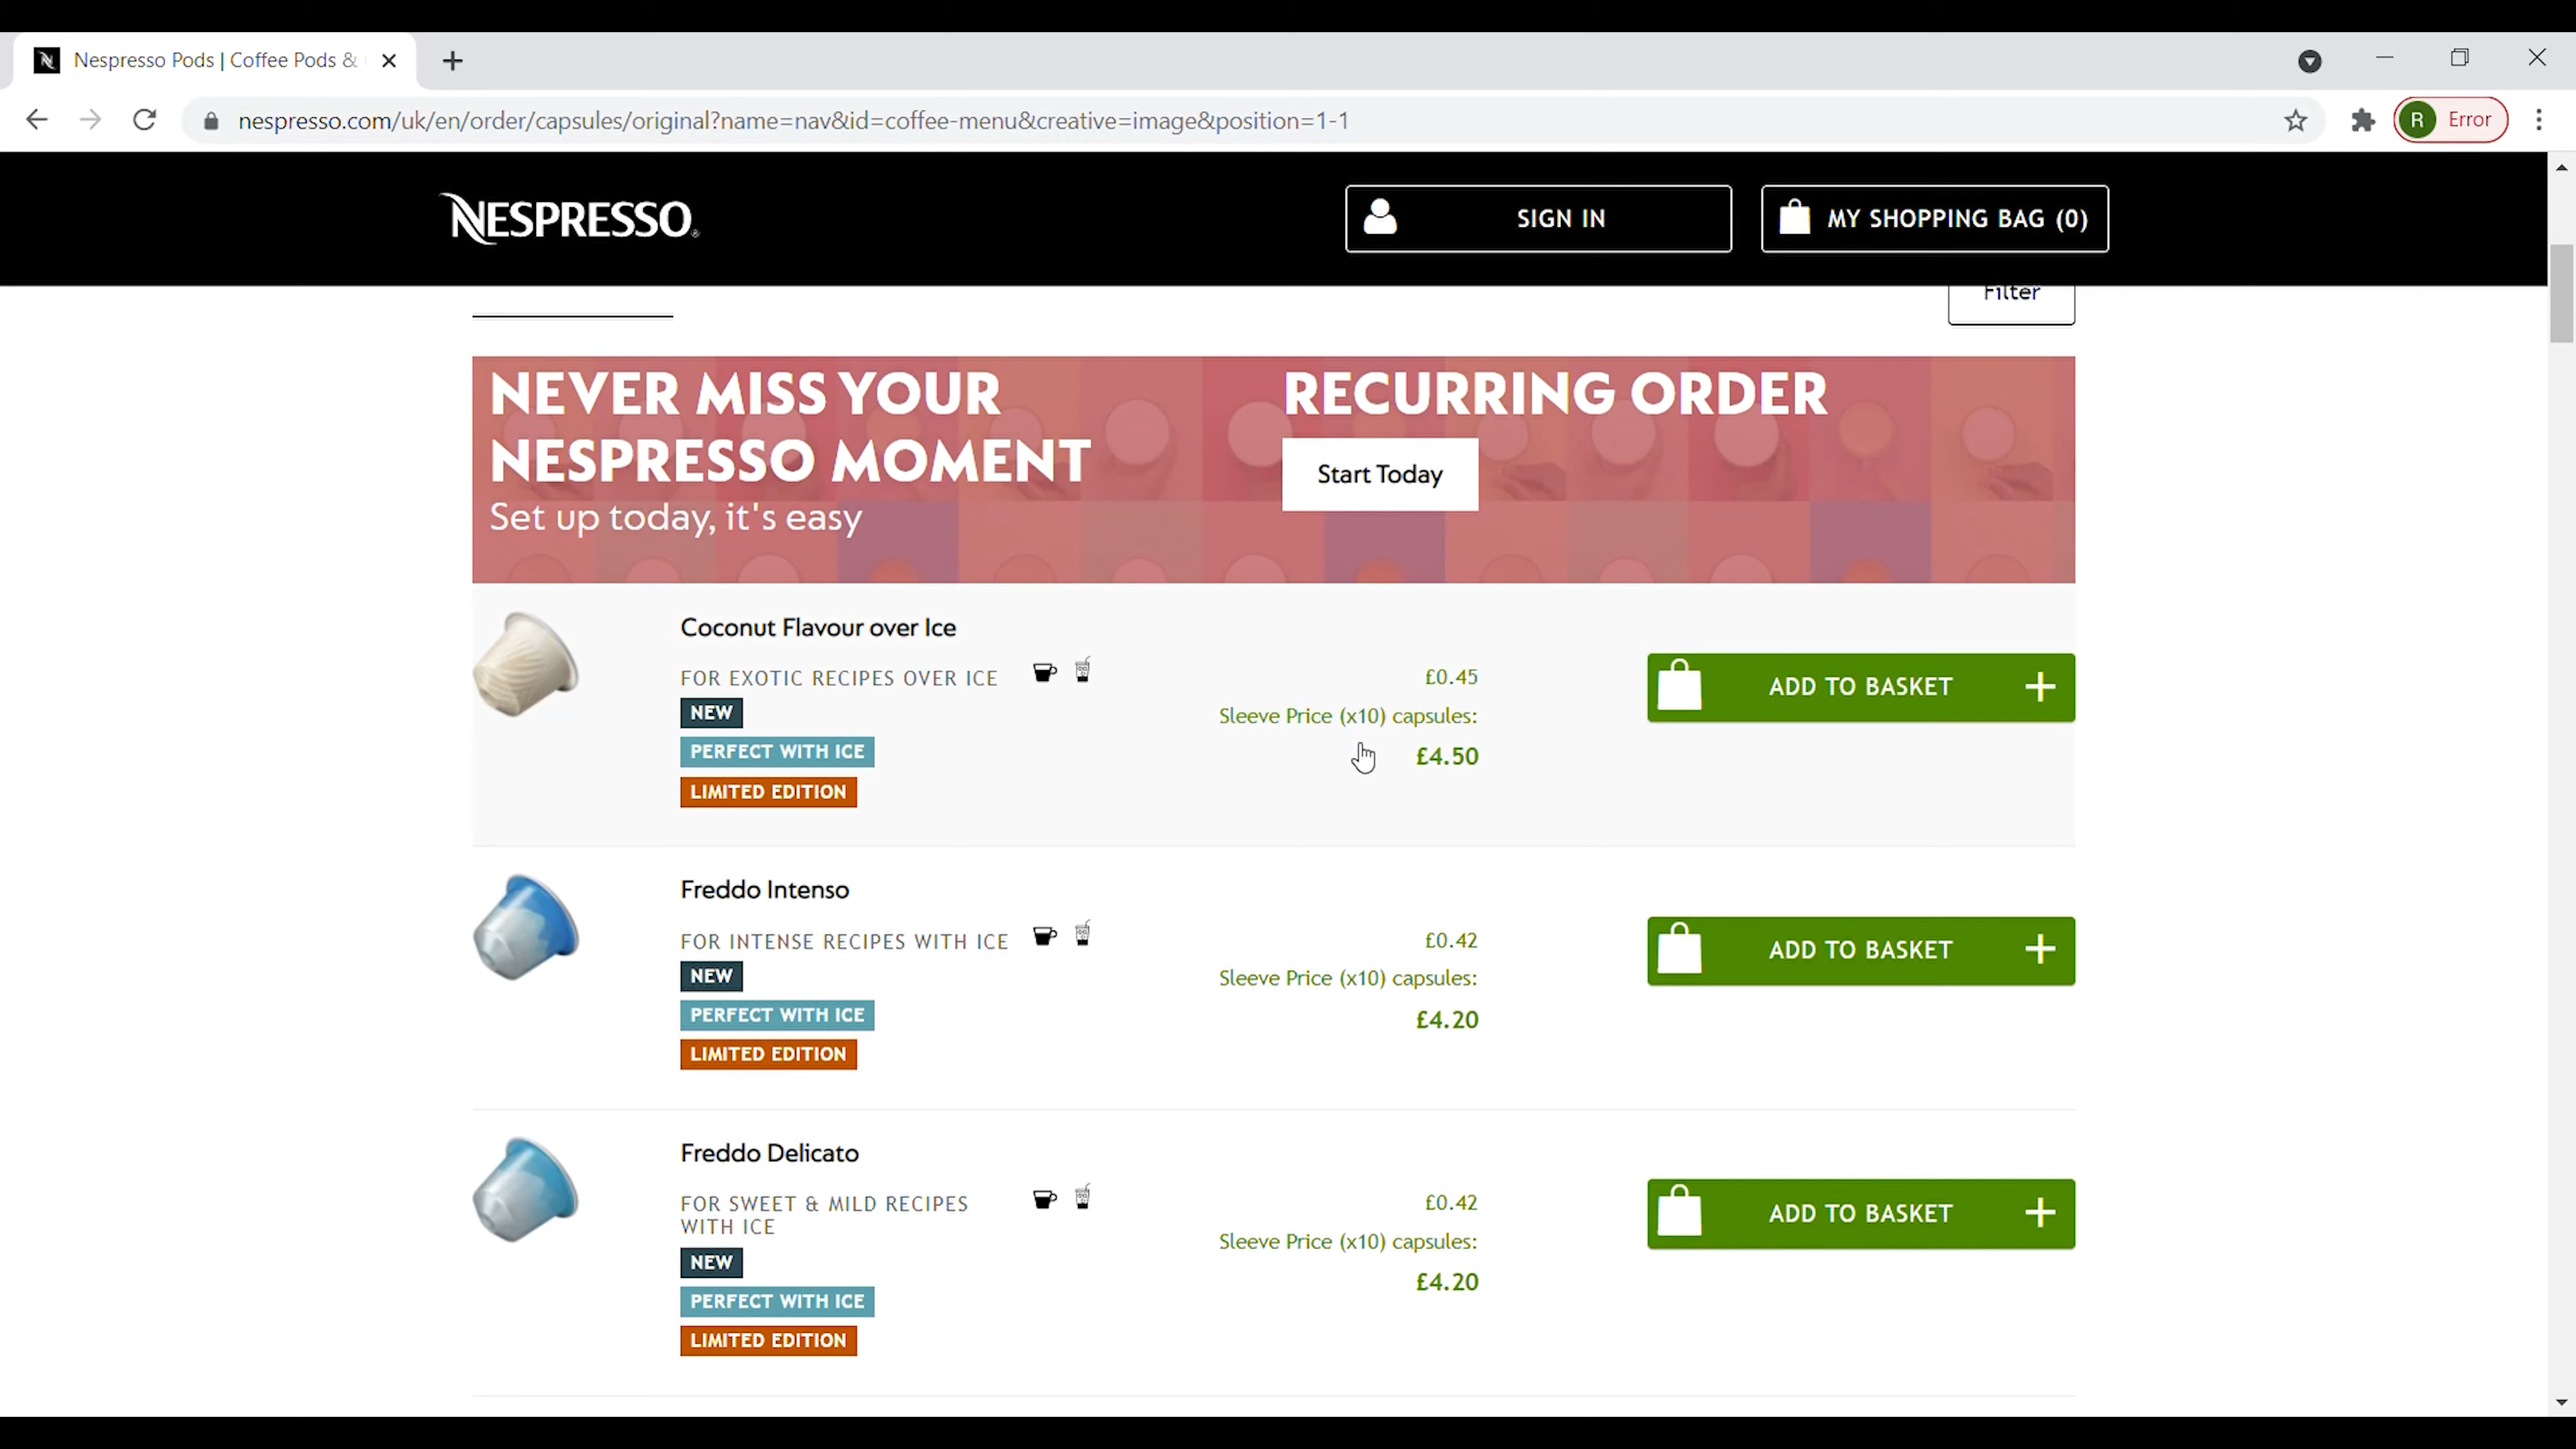 Nespresso Pods | Coffee Pods &
nespresso.com/uk/en/order/capsules/original?name=nav&id=coffee-menu&creative=image&position=1-1
R Error
NESPRESSO
SIGN IN
MY SHOPPING BAG (0)
Filter
NEVER MISS YOUR
NESPRESSO MOMENT
Set up today, it's easy
RECURRING ORDER
Start Today
Coconut Flavour over Ice
FOR EXOTIC RECIPES OVER ICE
NEW
PERFECT WITH ICE
LIMITED EDITION
£0.45
Sleeve Price (x10) capsules:
£4.50
ADD TO BASKET
Freddo Intenso
FOR INTENSE RECIPES WITH ICE
NEW
PERFECT WITH ICE
LIMITED EDITION
£0.42
Sleeve Price (x10) capsules:
£4.20
ADD TO BASKET
Freddo Delicato
FOR SWEET & MILD RECIPES
WITH ICE
NEW
PERFECT WITH ICE
LIMITED EDITION
£0.42
Sleeve Price (x10) capsules:
£4.20
ADD TO BASKET